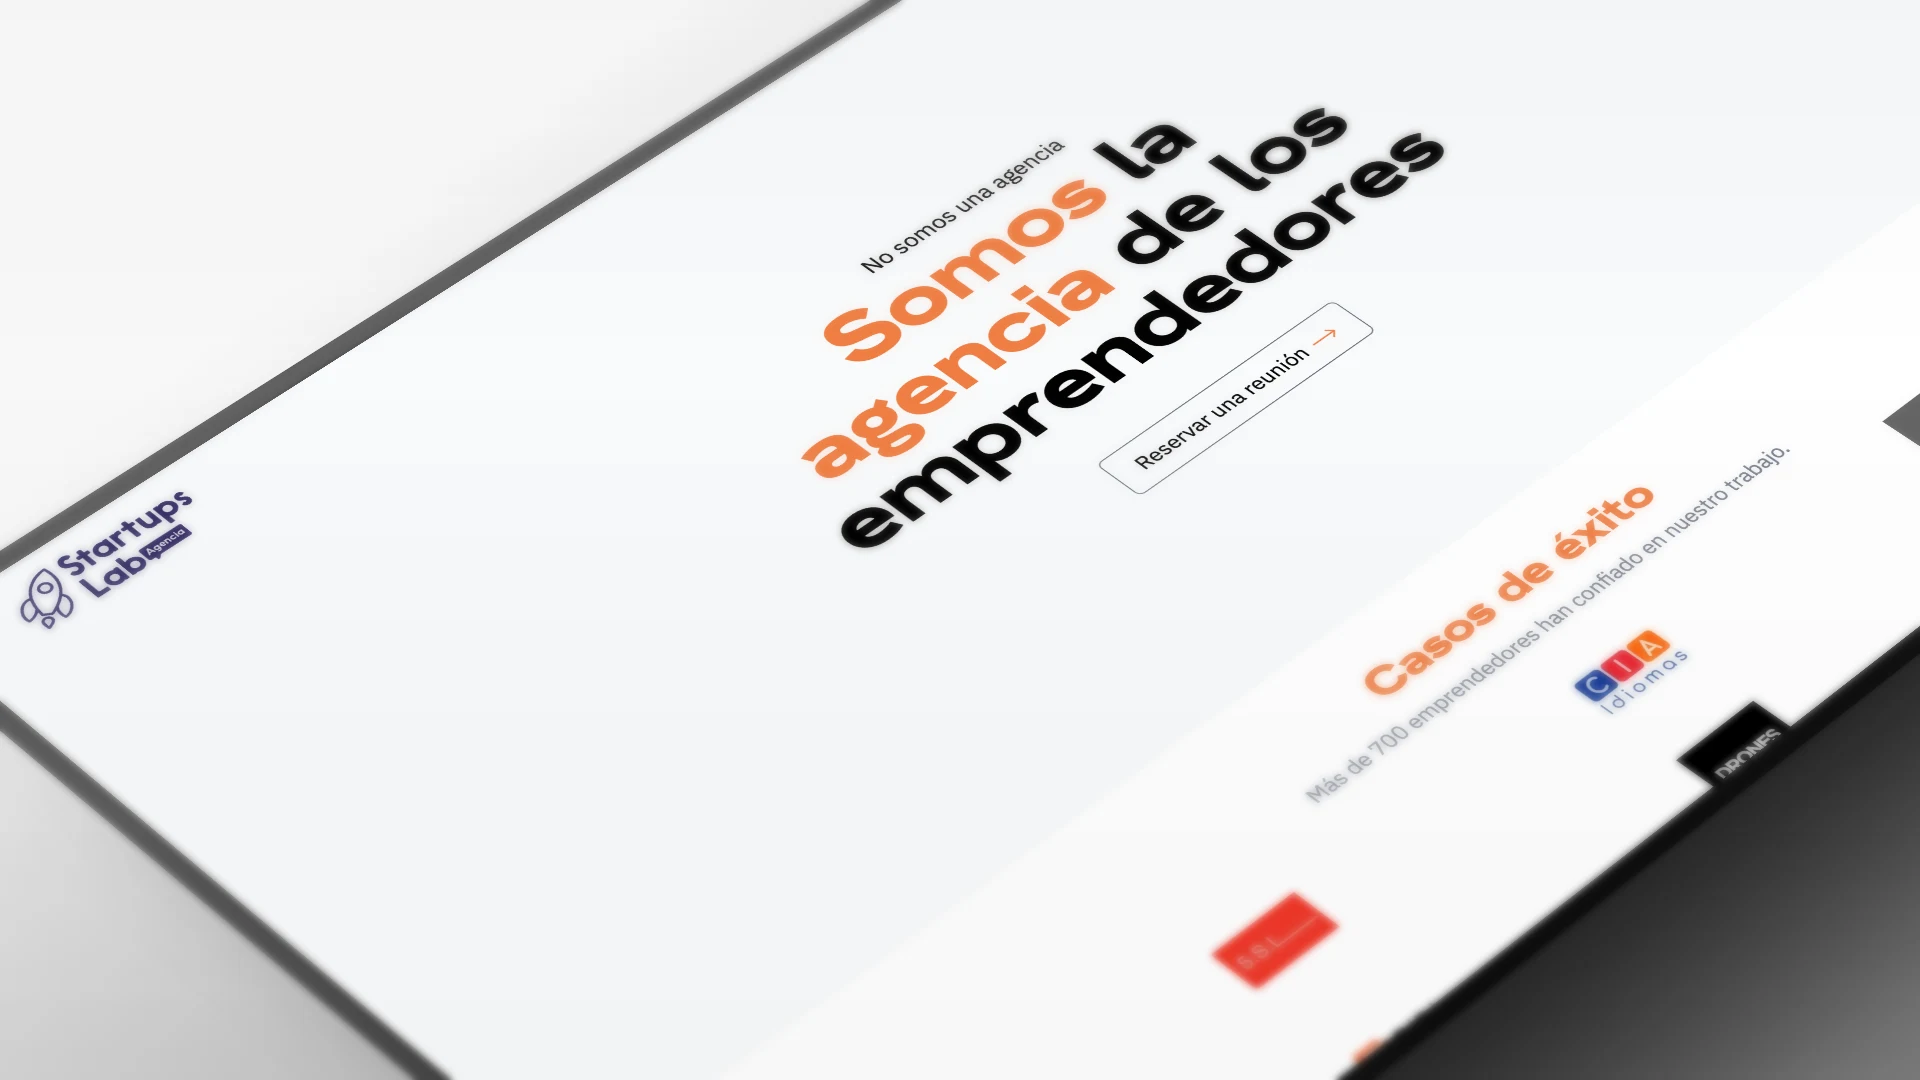 Startups
Lab
Agencia
No somos una agencia
Somos la
agencia de los
emprendedores
Reservar una reunión
Casos de éxito
Más de 700 emprendedores han confiado en nuestro trabajo.
CIA
Idiomas
DRONES